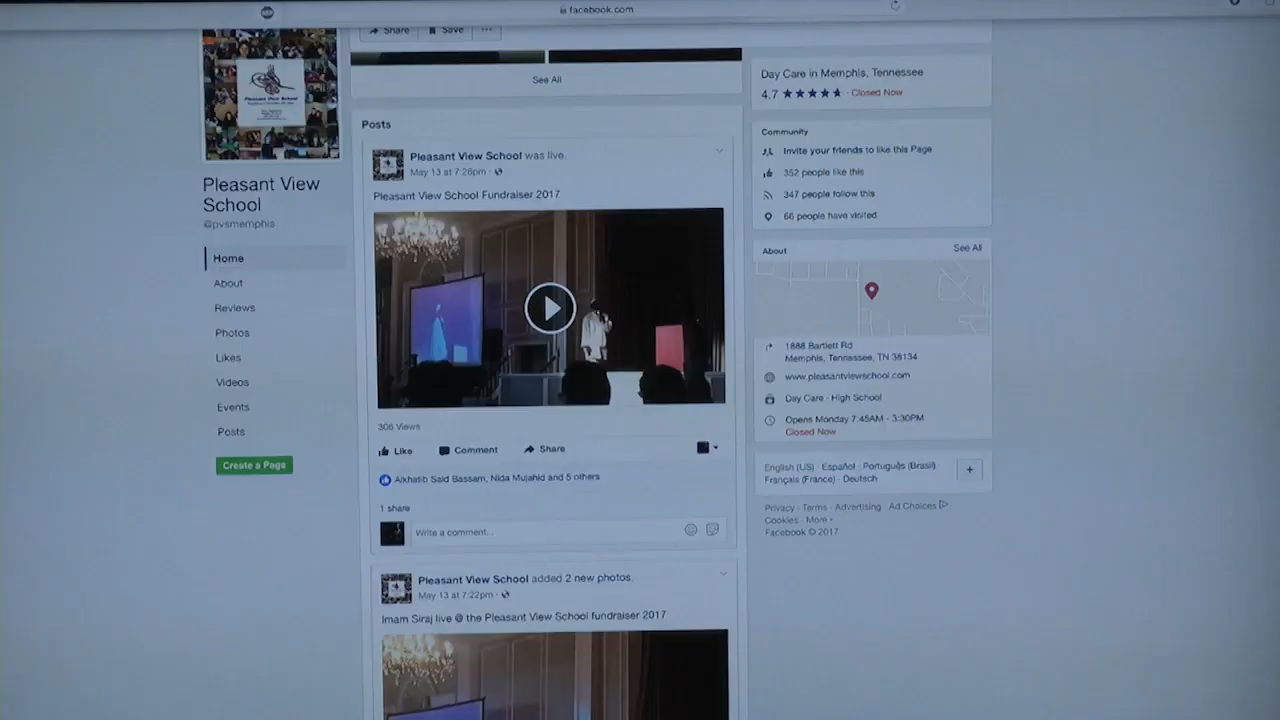 facebook.com
Share
Save
Pleasant View School
See All
Posts
Pleasant View School was live.
May 13 at 7:26pm
Pleasant View School Fundraiser 2017
306 Views
Like Comment Share
Alkhatib Said Bassam, Nida Mujahid and 5 others
1 share
Write a comment...
Pleasant View School added 2 new photos.
May 13 at 7:22pm
Imam Siraj live @ the Pleasant View School fundraiser 2017
Pleasant View
School
@pvsmemphis
Home
About
Reviews
Photos
Likes
Videos
Events
Posts
Create a Page
Day Care in Memphis, Tennessee
4.7 ★★★★★ · Closed Now
Community
Invite your friends to like this Page
352 people like this
347 people follow this
66 people have visited
About See All
1888 Bartlett Rd
Memphis, Tennessee, TN 38134
www.pleasantviewschool.com
Day Care · High School
Opens Monday 7:45AM - 3:30PM
Closed Now
English (US) · Español · Português (Brasil)
Français (France) · Deutsch
Privacy · Terms · Advertising · Ad Choices
Cookies · More
Facebook © 2017